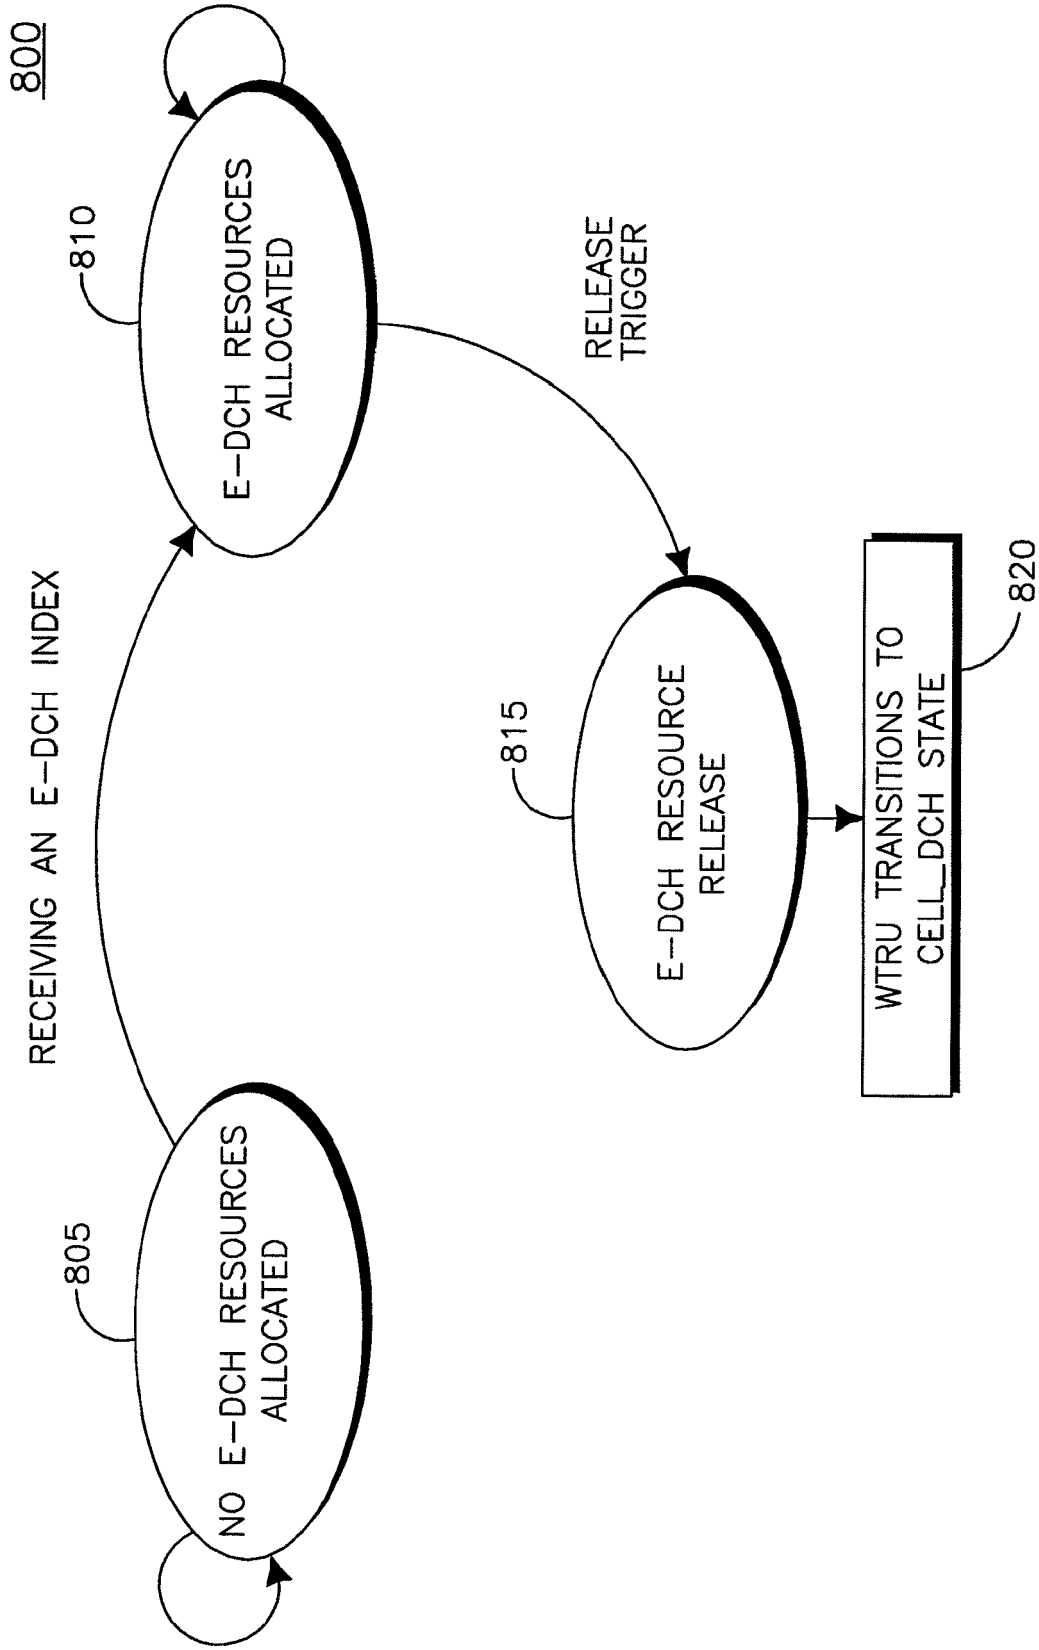 800
RECEIVING AN E-DCH INDEX
805
NO E-DCH RESOURCES
ALLOCATED
810
E-DCH RESOURCES
ALLOCATED
RELEASE
TRIGGER
815
E-DCH RESOURCE
RELEASE
WTRU TRANSITIONS TO
CELL_DCH STATE
820